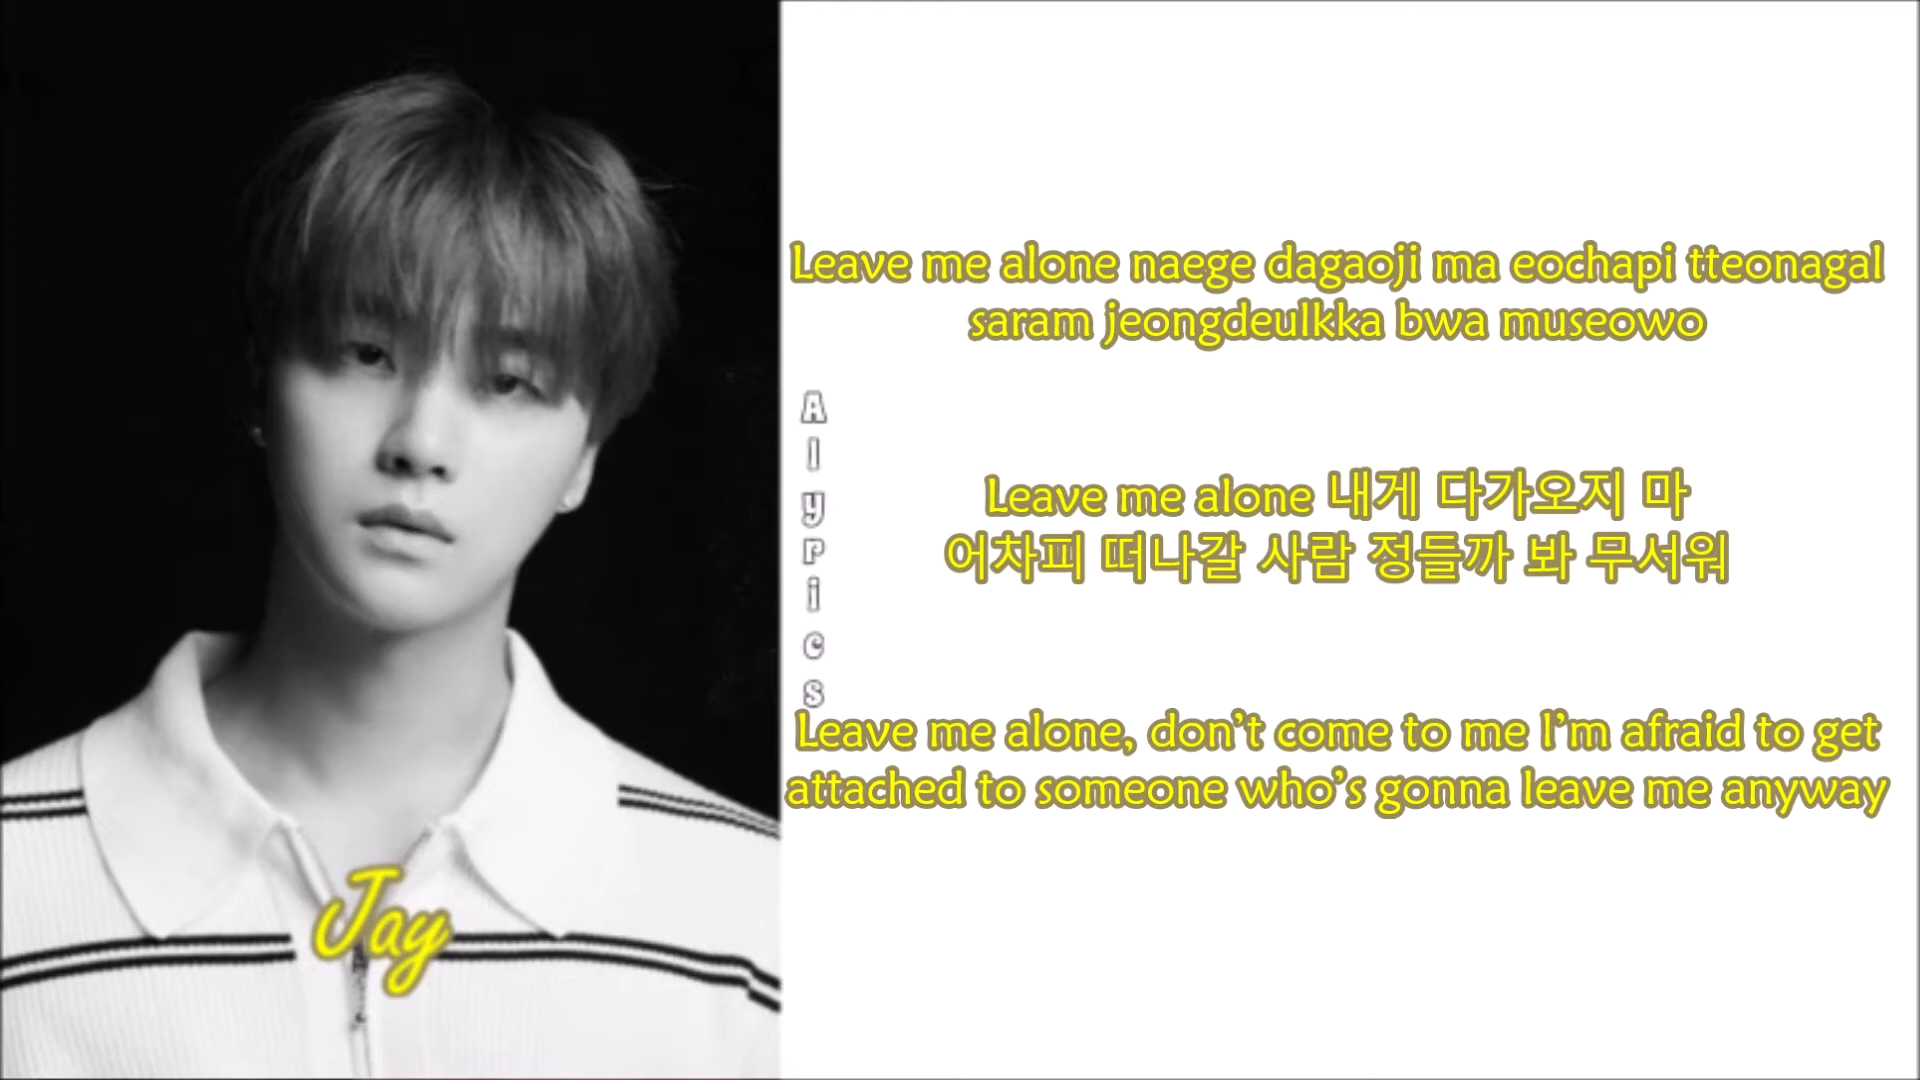 Leave me alone naege dagaoji ma eochapi tteonagal
saram jeongdeulkka bwa museowo
Leave me alone 내게 다가오지 마
어차피 떠나갈 사람 정들까 봐 무서워
Leave me alone, don't come to me I'm afraid to get
attached to someone who's gonna leave me anyway
Alyrics
Jay